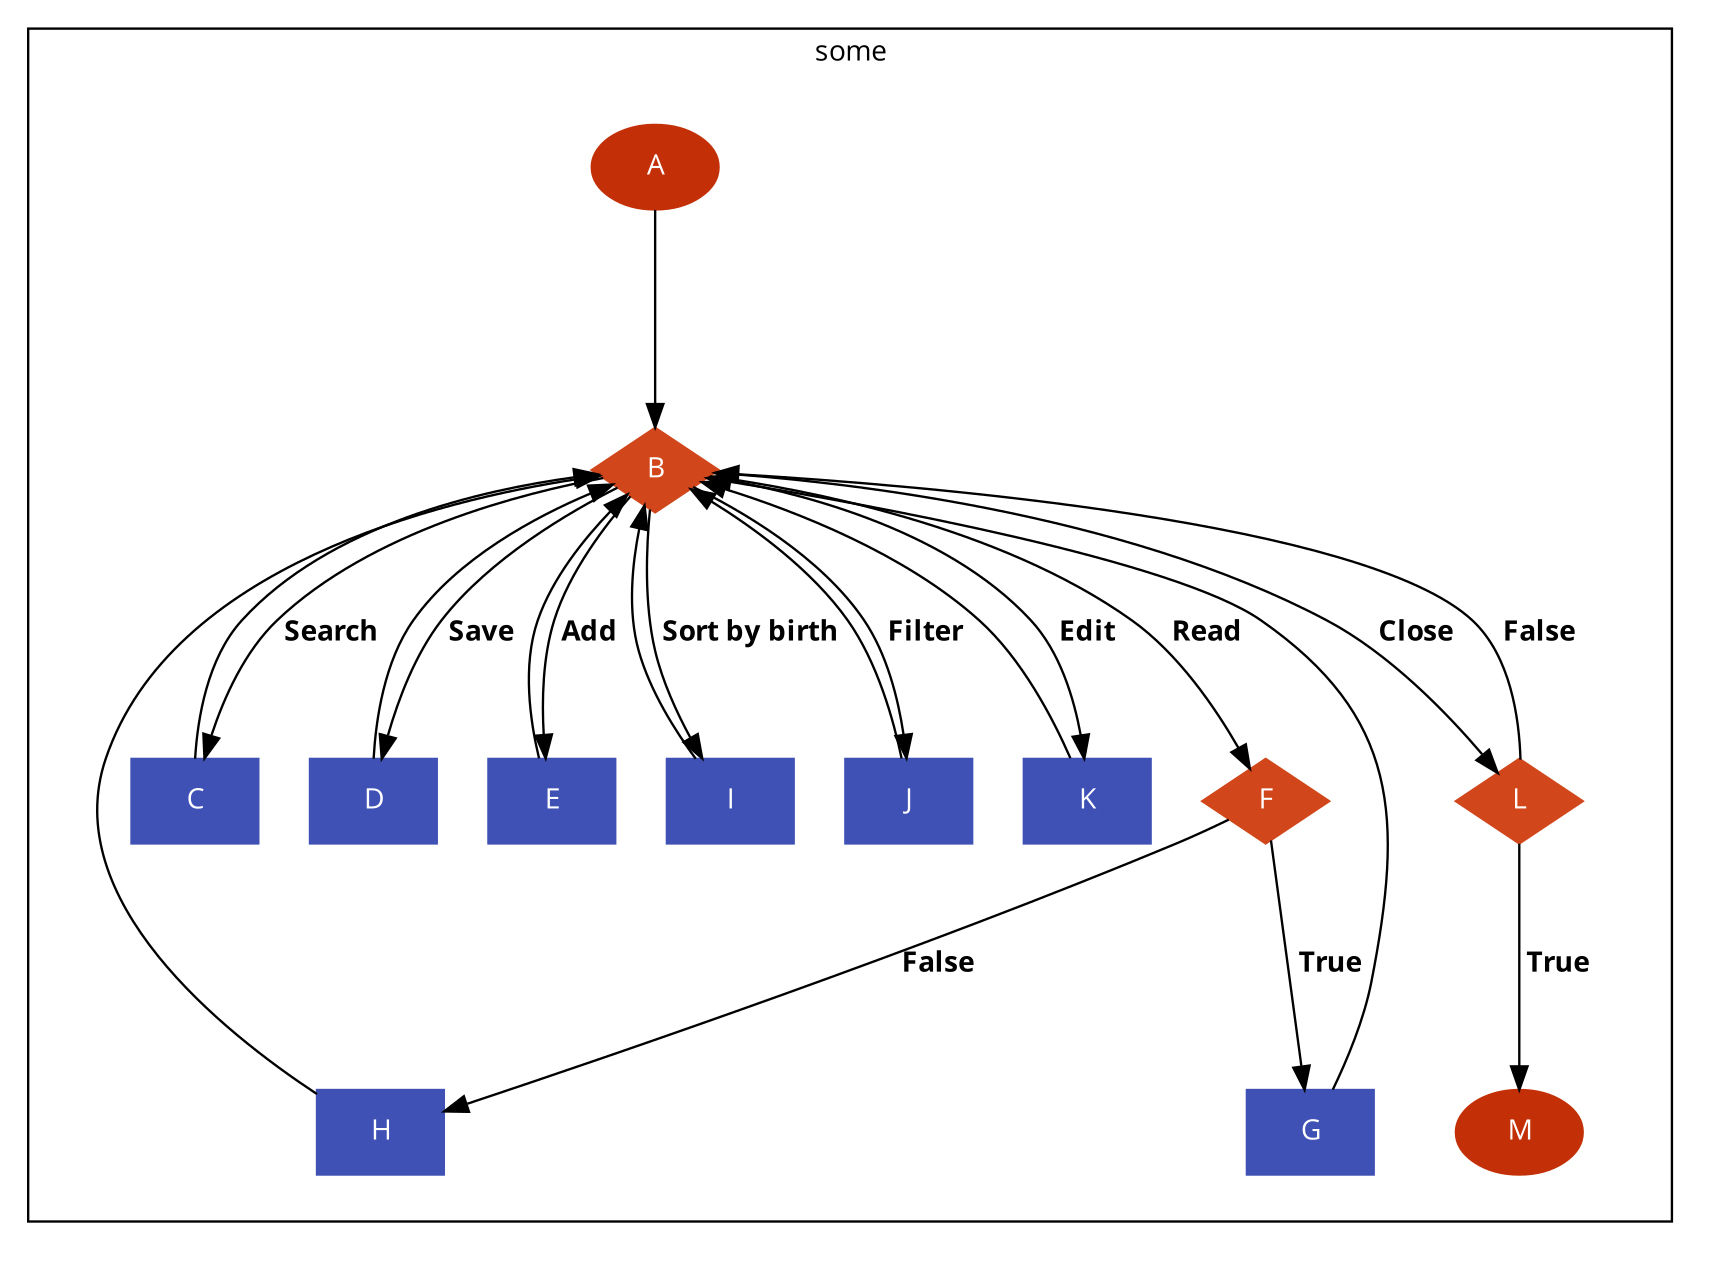 some
A
B
Search
Save
Add
Sort by birth
Filter
Edit
Read
Close
False
C
D
E
I
J
K
F
L
False
True
True
H
G
M